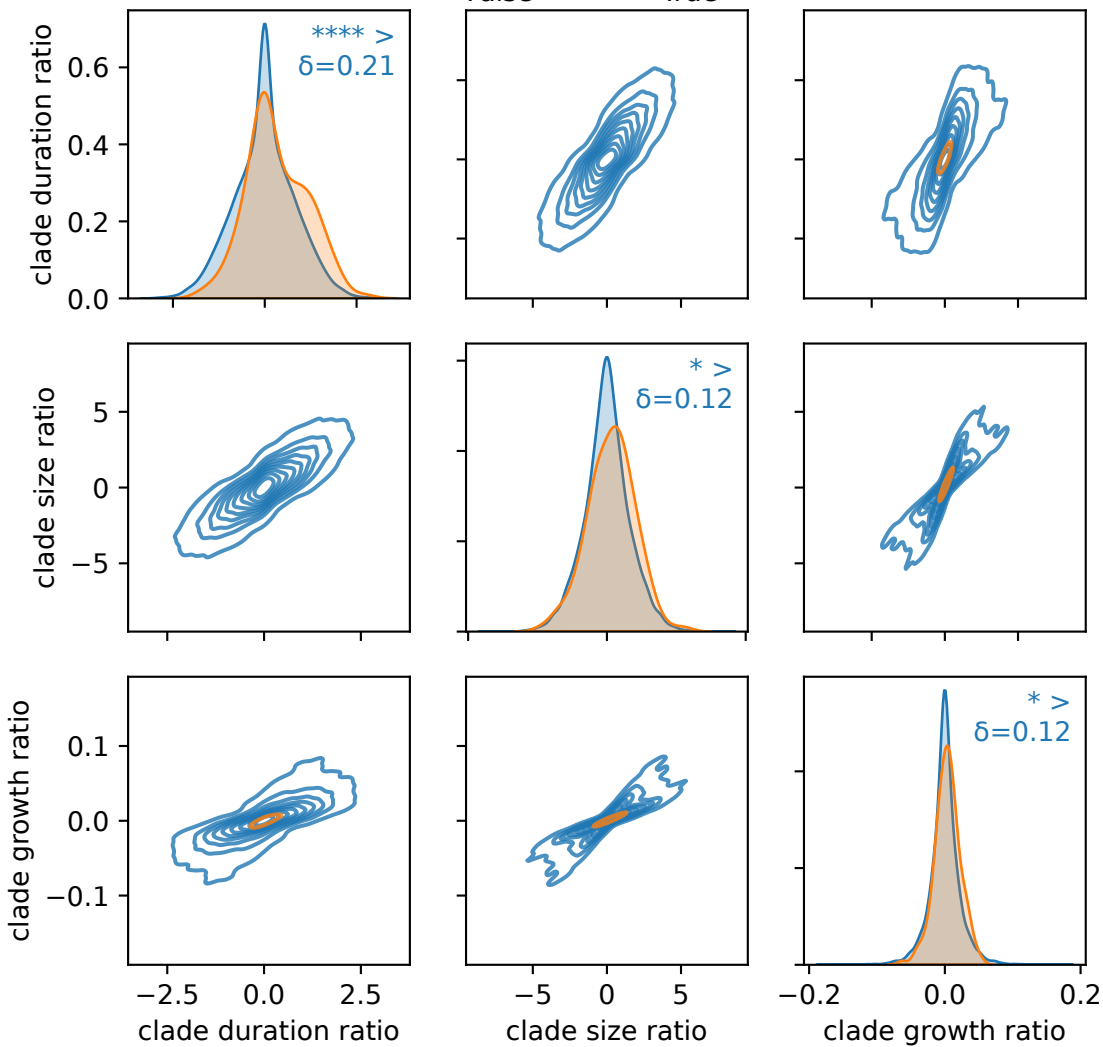 **** >
δ=0.21
clade duration ratio
0.6
0.4
0.2
0.0
* >
δ=0.12
clade size ratio
5
0
−5
* >
δ=0.12
clade growth ratio
0.1
0.0
−0.1
−2.5 0.0 2.5
−5 0 5
−0.2 0.0 0.2
clade duration ratio
clade size ratio
clade growth ratio